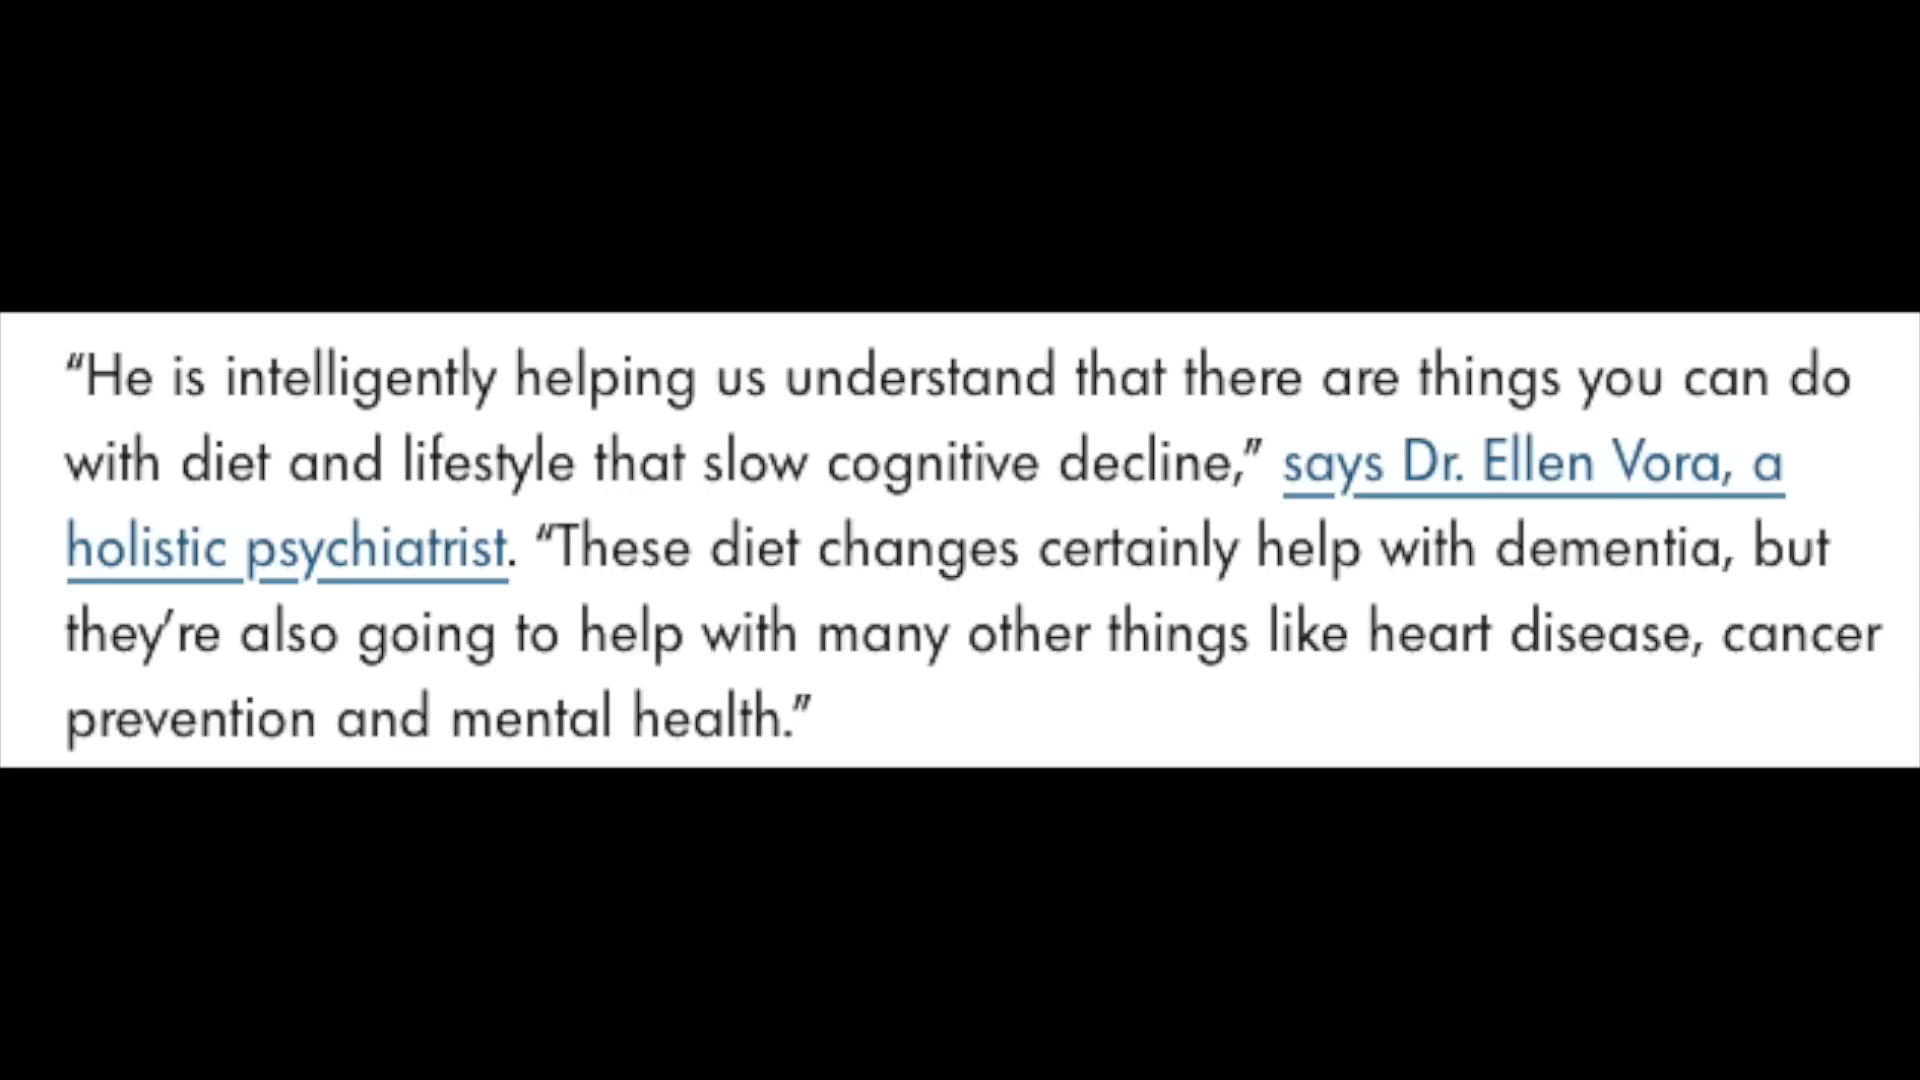 “He is intelligently helping us understand that there are things you can do
with diet and lifestyle that slow cognitive decline,” says Dr. Ellen Vora, a
holistic psychiatrist. “These diet changes certainly help with dementia, but
they’re also going to help with many other things like heart disease, cancer
prevention and mental health.”